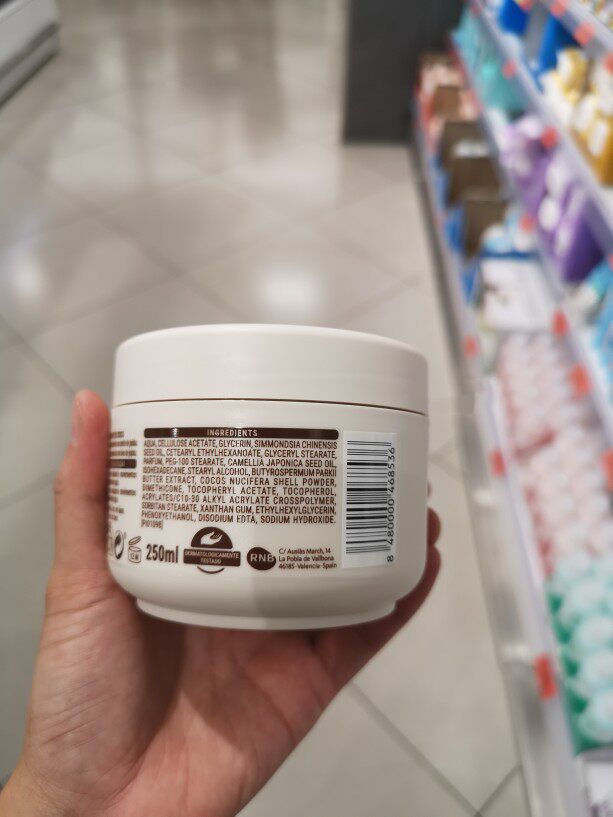 INGREDIENTS
AQUA, CELLULOSE ACETATE, GLYCERIN, SIMMONDSIA CHINENSIS
SEED OIL, CETEARYL ETHYLHEXANOATE, GLYCERYL STEARATE,
PARFUM, PEG-100 STEARATE, CAMELLIA JAPONICA SEED OIL,
ISOHEXADECANE, STEARYL ALCOHOL, BUTYROSPERMUM PARKII
BUTTER EXTRACT, COCOS NUCIFERA SHELL POWDER,
DIMETHICONE, TOCOPHERYL ACETATE, TOCOPHEROL,
ACRYLATES/C10-30 ALKYL ACRYLATE CROSSPOLYMER,
SORBITAN STEARATE, XANTHAN GUM, ETHYLHEXYLGLYCERIN,
PHENOXYETHANOL, DISODIUM EDTA, SODIUM HYDROXIDE.
[PI01098]
250ml
DERMATOLÓGICAMENTE
TESTADO
RNB
C/ Ausiàs March, 14
La Pobla de Vallbona
46185-Valencia-Spain
8 480000 468536